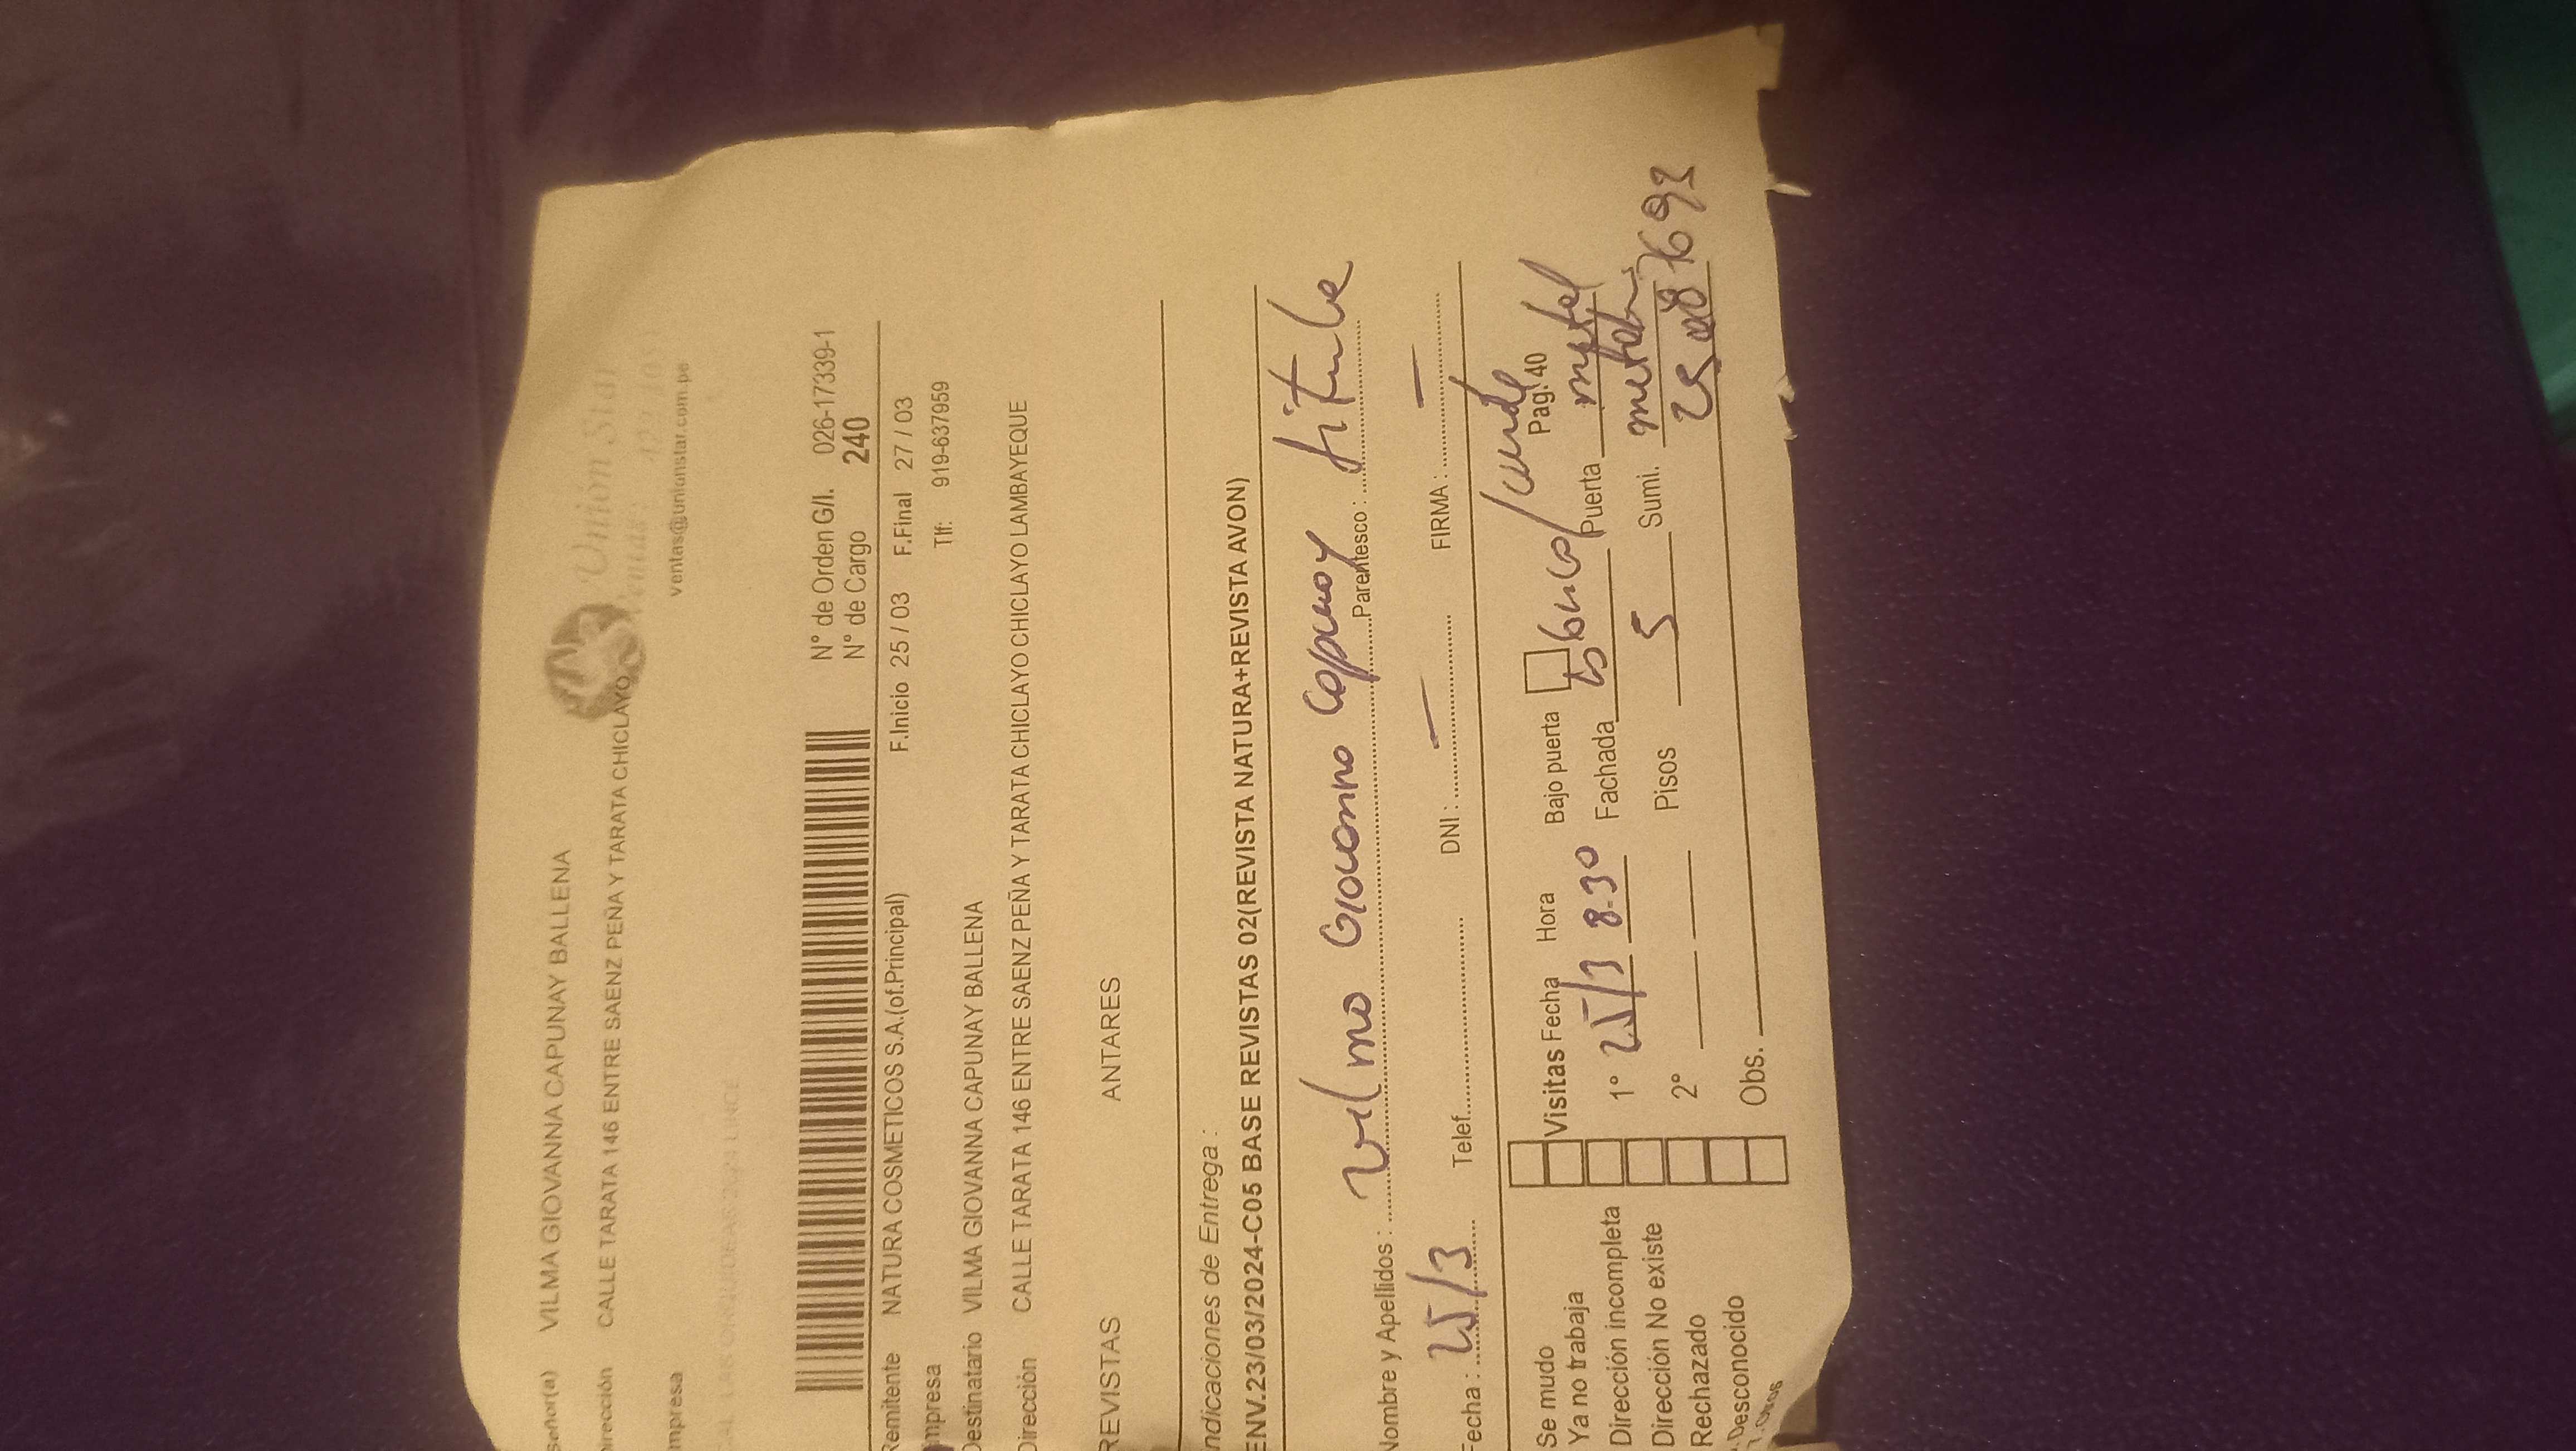 Señor(a) VILMA GIOVANNA CAPUNAY BALLENA
Dirección CALLE TARATA 146 ENTRE SAENZ PEÑA Y TARATA CHICLAYO
mpresa
Unión Star
ventas@unionstar.com.pe
N° de Orden G/I. 026-17339-1
N° de Cargo 240
Remitente NATURA COSMETICOS S.A.(of.Principal) F.Inicio 25 / 03 F.Final 27 / 03
mpresa Tlf: 919-637959
Destinatario VILMA GIOVANNA CAPUNAY BALLENA
Dirección CALLE TARATA 146 ENTRE SAENZ PEÑA Y TARATA CHICLAYO CHICLAYO LAMBAYEQUE
REVISTAS ANTARES
ndicaciones de Entrega :
ENV.23/03/2024-C05 BASE REVISTAS 02(REVISTA NATURA+REVISTA AVON)
Nombre y Apellidos : Vilma Giovanna Capunay Parentesco :
Fecha : 25/3 Telef. DNI : — FIRMA : —
Pag. 40
Se mudo Visitas Fecha Hora Bajo puerta
Ya no trabaja 1° 25/3 8-30 Fachada Puerta
Dirección incompleta 2° Pisos 5 Sumi.
Dirección No existe
Rechazado Obs.
Desconocido